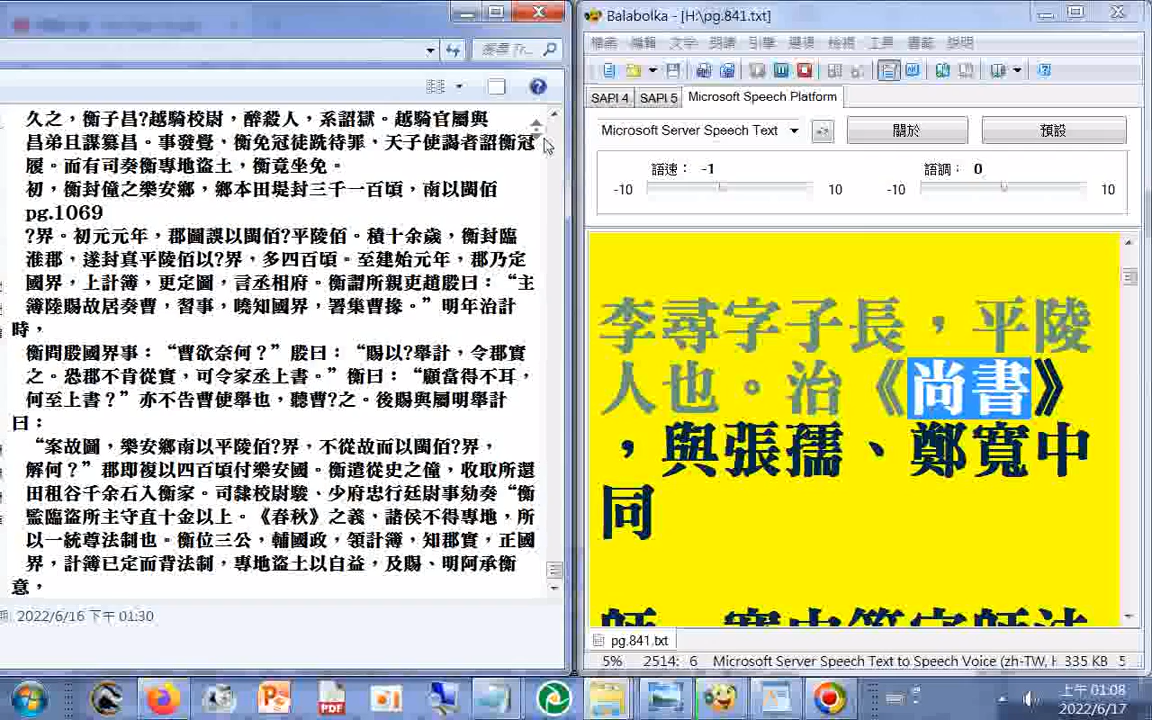 久之，衡子昌?越騎校尉，醉殺人，系詔獄。越騎官屬與
昌弟且謀篡昌。事發覺，衡免冠徒跣待罪，天子使謁者詔衡冠
履。而有司奏衡專地盜土，衡竟坐免。
初，衡封僮之樂安鄉，鄉本田堤封三千一百頃，南以閩佰
pg.1069
?界。初元元年，郡圖誤以閩佰?平陵佰。積十余歲，衡封臨
淮郡，遂封真平陵佰以?界，多四百頃。至建始元年，郡乃定
國界，上計簿，更定圖，言丞相府。衡謂所親吏趙殷曰：“主
簿陸賜故居奏曹，習事，曉知國界，署集曹掾。”明年治計
時，
衡問殷國界事：“曹欲奈何？”殷曰：“賜以?舉計，令郡實
之。恐郡不肯從實，可令家丞上書。”衡曰：“顧當得不耳，
何至上書？”亦不告曹使舉也，聽曹?之。後賜與屬明舉計
曰：
“案故圖，樂安鄉南以平陵佰?界，不從故而以閩佰?界，
解何？”郡即複以四百頃付樂安國。衡遣從史之僮，收取所還
田租谷千余石入衡家。司隸校尉駿、少府忠行廷尉事劾奏“衡
監臨盜所主守直十金以上。《春秋》之義，諸侯不得專地，所
以一統尊法制也。衡位三公，輔國政，領計簿，知郡實，正國
界，計簿已定而背法制，專地盜土以自益，及賜、明阿承衡
意，
2022/6/16 下午 01:30
Balabolka - [H:\pg.841.txt]
檔案 編輯 文字 朗讀 引擎 選項 檢視 工具 書籤 說明
SAPI 4 SAPI 5 Microsoft Speech Platform
Microsoft Server Speech Text 關於 預設
語速： -1 語調： 0
-10 10 -10 10
李尋字子長，平陵
人也。治《尚書》
，與張孺、鄭寬中
同
師。寬中等守師法
pg.841.txt
5% 2514: 6 Microsoft Server Speech Text to Speech Voice (zh-TW, H 335 KB 5
上午 01:08
2022/6/17